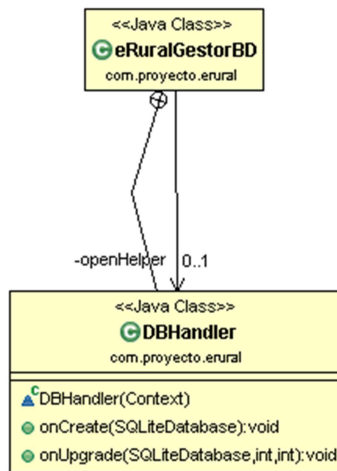 <<Java Class>>
eRuralGestorBD
com.proyecto.erural
-openHelper 0..1
<<Java Class>>
DBHandler
com.proyecto.erural
DBHandler(Context)
onCreate(SQLiteDatabase):void
onUpgrade(SQLiteDatabase,int,int):void